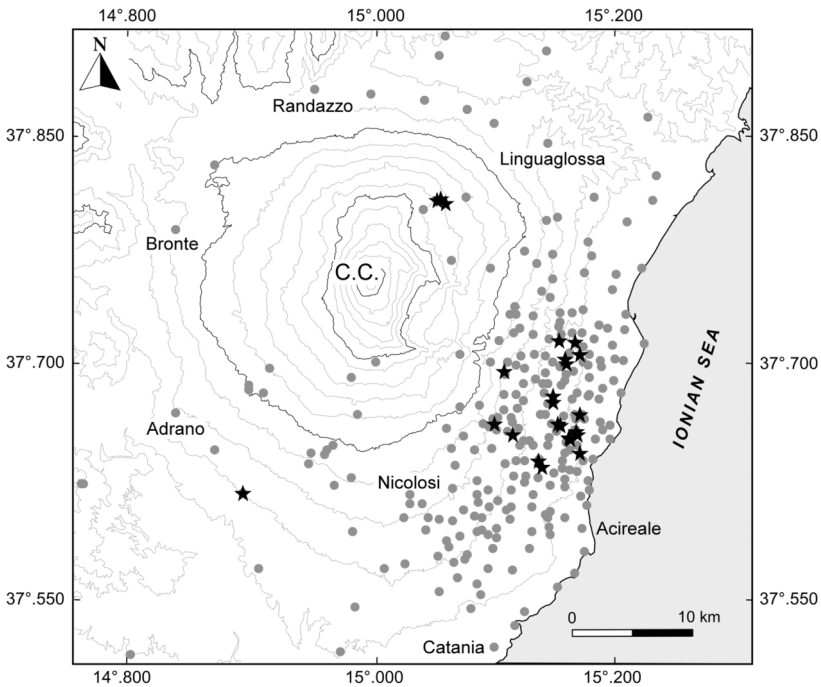 14°.800 15°.000 15°.200
N
Randazzo
37°.850 37°.850
Linguaglossa
Bronte
C.C.
IONIAN SEA
37°.700 37°.700
Adrano
Nicolosi
Acireale
37°.550 37°.550
0 10 km
Catania
14°.800 15°.000 15°.200